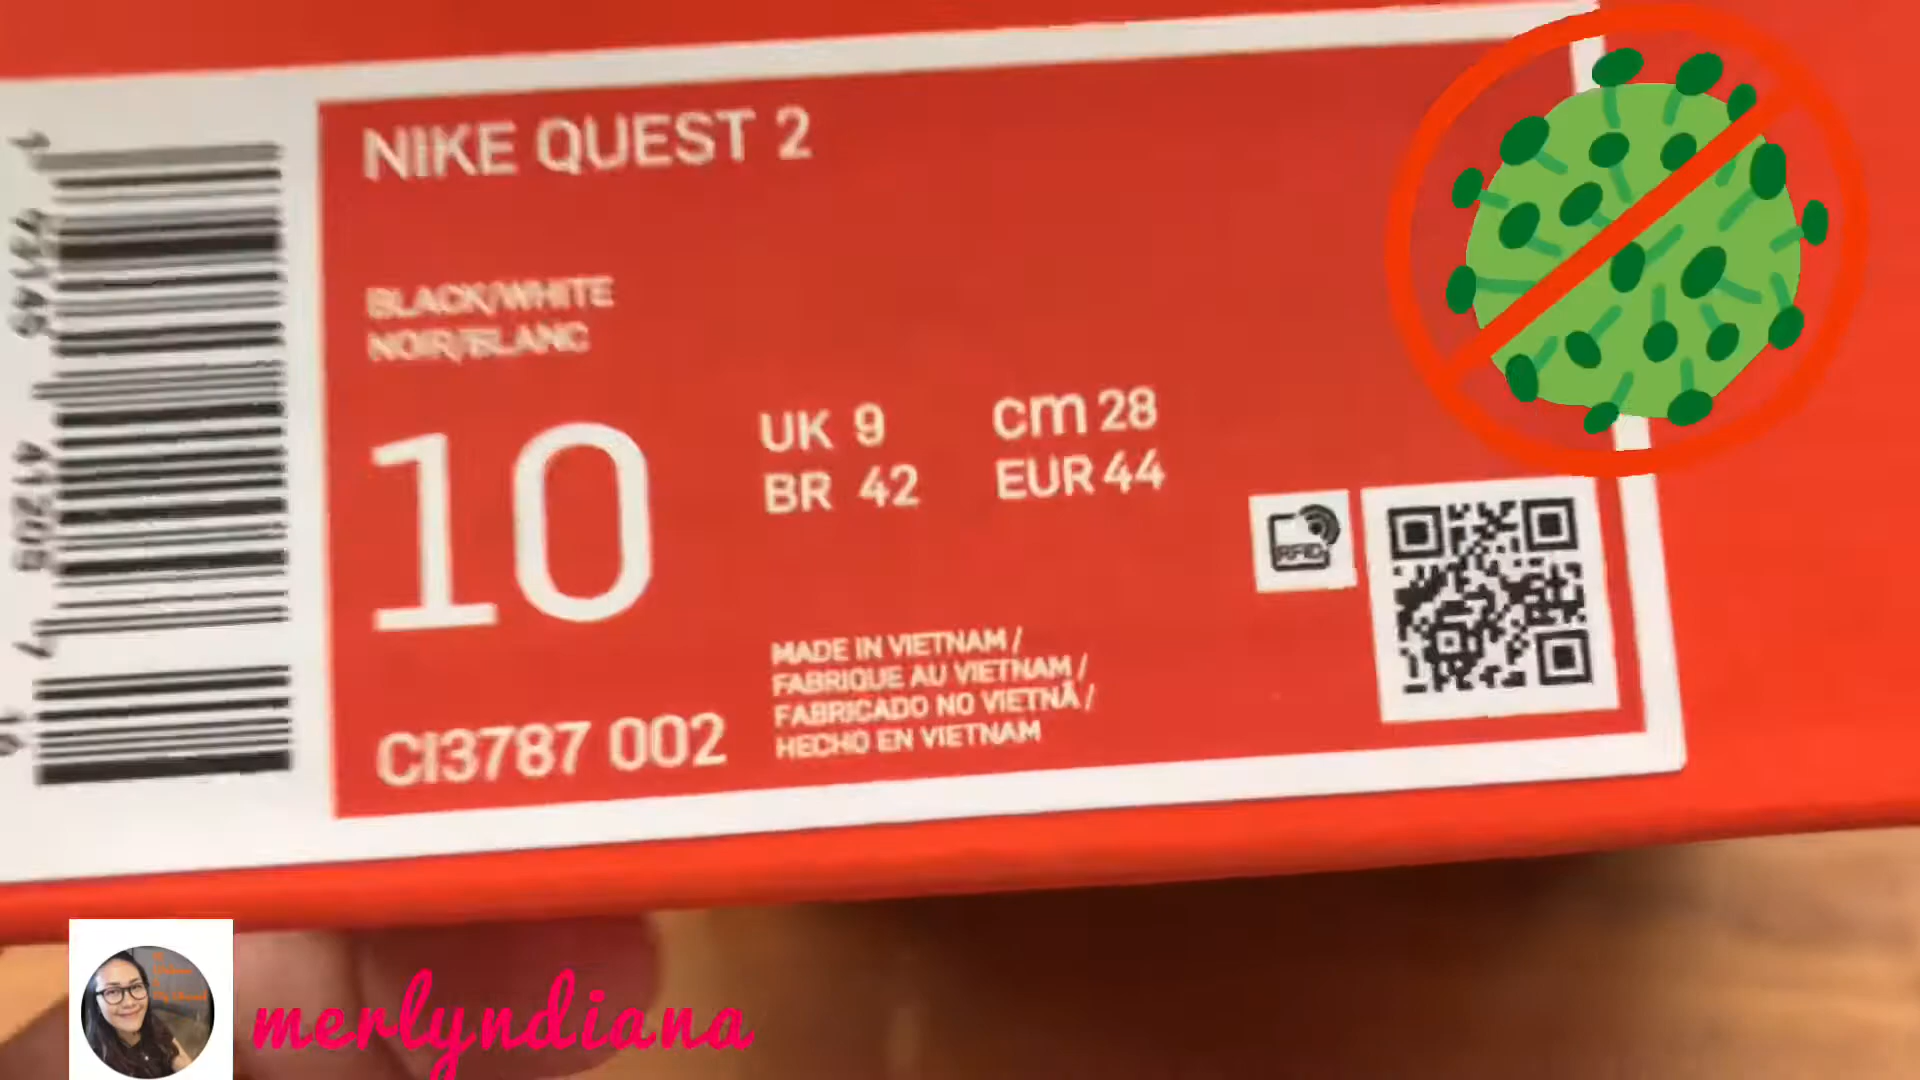 NIKE QUEST 2
BLACK/WHITE
NOIR/BLANC
10
UK 9
BR 42
cm 28
EUR 44
RFID
MADE IN VIETNAM /
FABRIQUE AU VIETNAM /
FABRICADO NO VIETNÃ /
HECHO EN VIETNAM
CI3787 002
merlyndiana